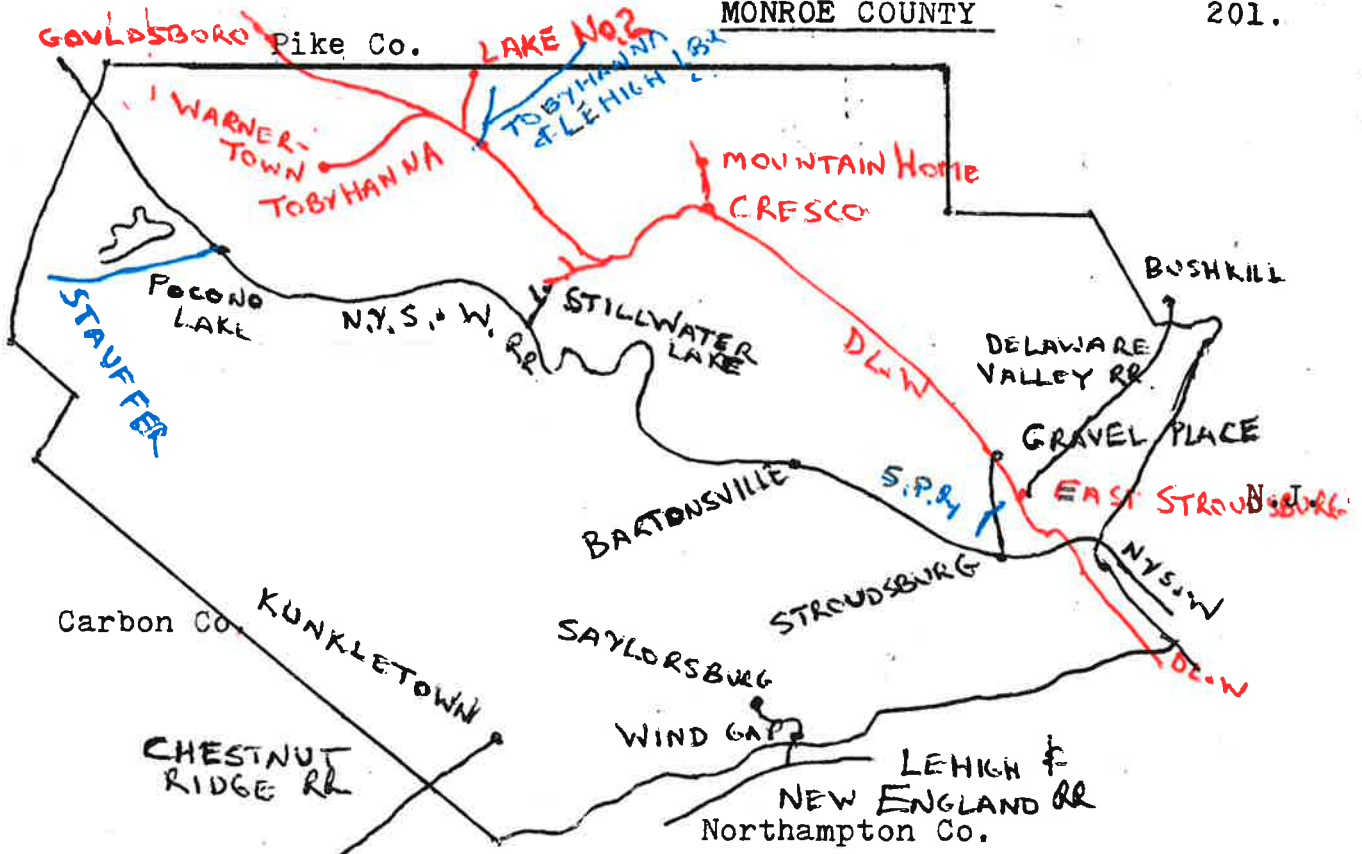 MONROE COUNTY
201.
GOULDSBORO
Pike Co.
LAKE No.2
TOBYHANNA
& LEHIGH
WARNER-
TOWN
TOBYHANNA
MOUNTAIN HOME
CRESCO
BUSHKILL
POCONO
LAKE
STAUFFER
N.Y.S.&W.
RR
STILLWATER
LAKE
DL&W
DELAWARE
VALLEY RR
GRAVEL PLACE
S.P.Ry
EAST STROUDSBURG
N.J.
BARTONSVILLE
STROUDSBURG
NYS&W
DL&W
Carbon Co.
KUNKLETOWN
SAYLORSBURG
WIND GAP
CHESTNUT
RIDGE RR
LEHIGH &
NEW ENGLAND RR
Northampton Co.